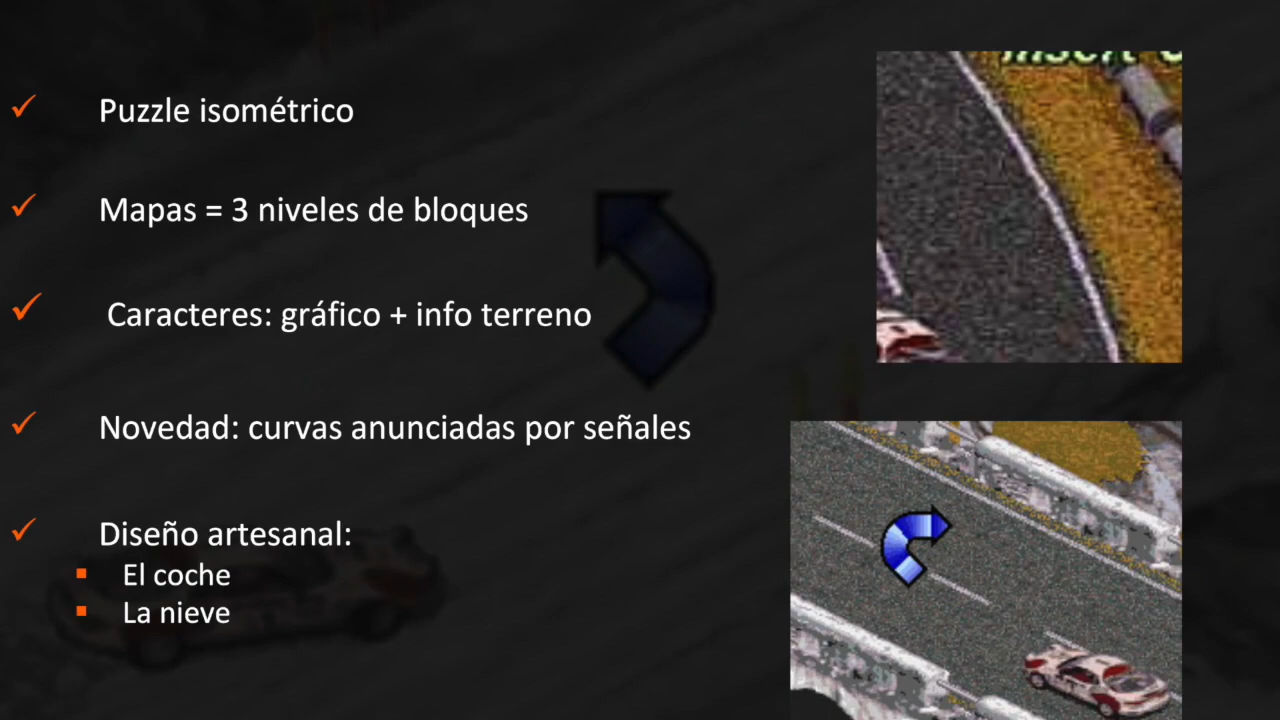 Puzzle isométrico
Mapas = 3 niveles de bloques
Caracteres: gráfico + info terreno
Novedad: curvas anunciadas por señales
Diseño artesanal:
El coche
La nieve